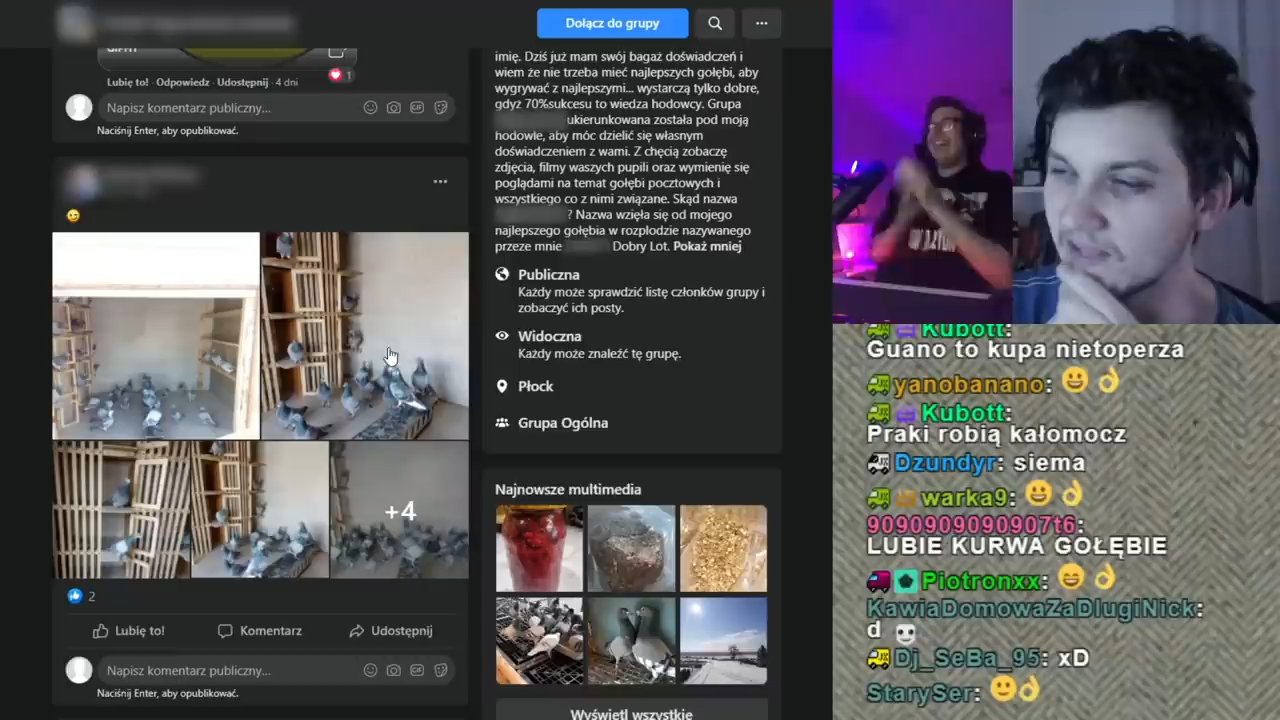 Dołącz do grupy
GIPHY
1
Lubię to! · Odpowiedz · Udostępnij · 4 dni
Napisz komentarz publiczny...
Naciśnij Enter, aby opublikować.
+4
2
Lubię to!
Komentarz
Udostępnij
Napisz komentarz publiczny...
Naciśnij Enter, aby opublikować.
imię. Dziś już mam swój bagaż doświadczeń i
wiem że nie trzeba mieć najlepszych gołębi, aby
wygrywać z najlepszymi... wystarczą tylko dobre,
gdyż 70%sukcesu to wiedza hodowcy. Grupa
ukierunkowana została pod moją
hodowle, aby móc dzielić się własnym
doświadczeniem z wami. Z chęcią zobaczę
zdjęcia, filmy waszych pupili oraz wymienię się
poglądami na temat gołębi pocztowych i
wszystkiego co z nimi związane. Skąd nazwa
? Nazwa wzięła się od mojego
najlepszego gołębia w rozpłodzie nazywanego
przeze mnie Dobry Lot. Pokaż mniej
Publiczna
Każdy może sprawdzić listę członków grupy i
zobaczyć ich posty.
Widoczna
Każdy może znaleźć tę grupę.
Płock
Grupa Ogólna
Najnowsze multimedia
Wyświetl wszystkie
Kubott:
Guano to kupa nietoperza
yanobanano:
Kubott:
Praki robią kałomocz
Dzundyr: siema
warka9:
9090909090907t6:
LUBIE KURWA GOŁĘBIE
Piotronxx:
KawiaDomowaZaDlugiNick:
d
Dj_SeBa_95: xD
StarySer: